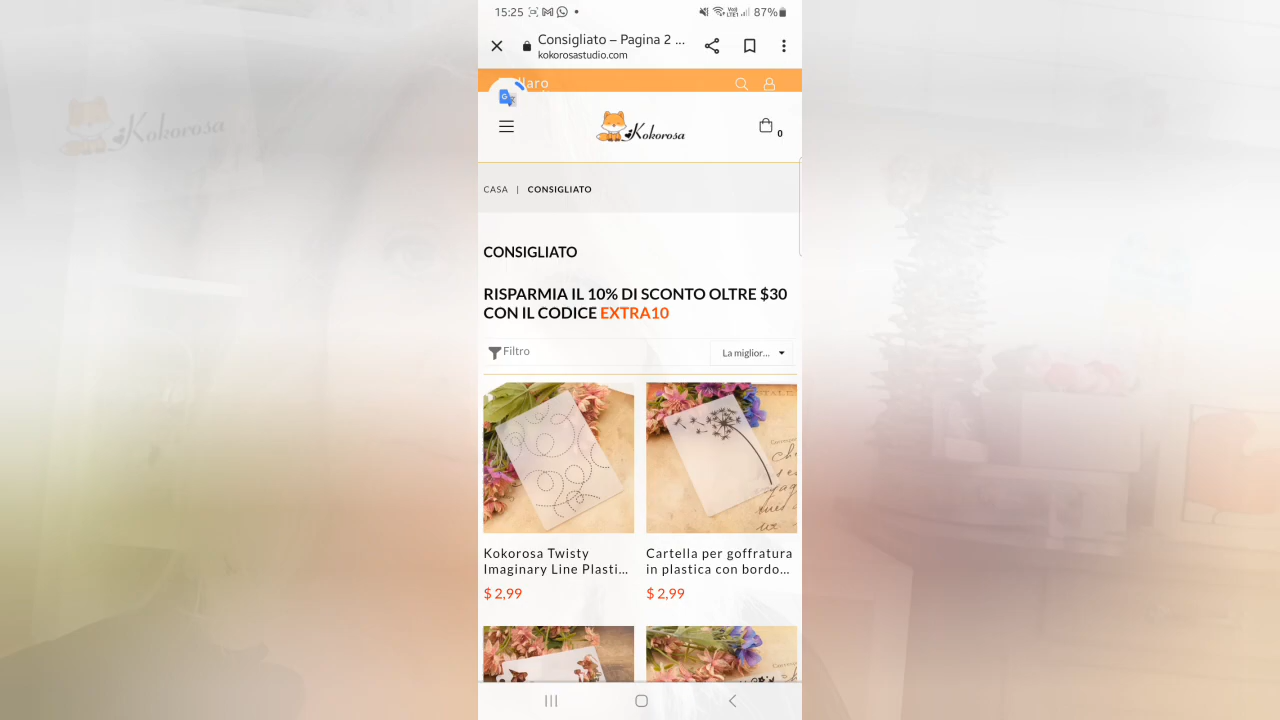 15:25
87%
Consigliato – Pagina 2 ...
kokorosastudio.com
Kokorosa
Kokorosa
0
CASA | CONSIGLIATO
CONSIGLIATO
RISPARMIA IL 10% DI SCONTO OLTRE $30
CON IL CODICE EXTRA10
Filtro
La miglior...
Kokorosa Twisty
Imaginary Line Plasti...
Cartella per goffratura
in plastica con bordo...
$ 2,99
$ 2,99